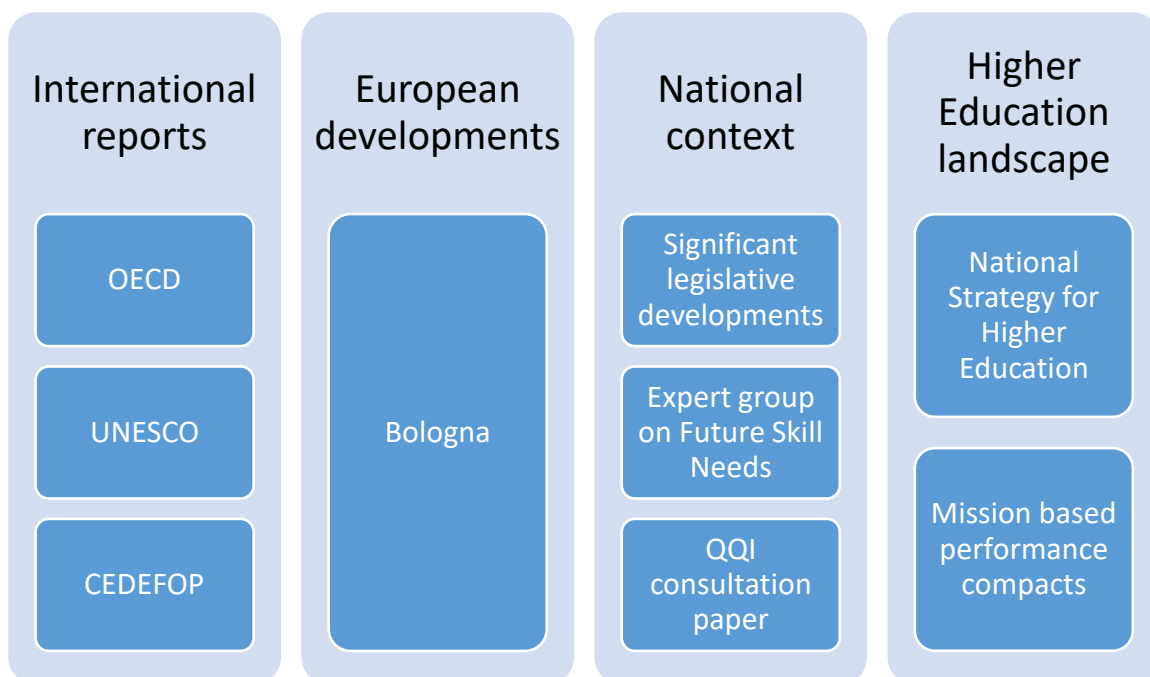 International
reports
OECD
UNESCO
CEDEFOP
European
developments
Bologna
National
context
Significant
legislative
developments
Expert group
on Future Skill
Needs
QQI
consultation
paper
Higher
Education
landscape
National
Strategy for
Higher
Education
Mission based
performance
compacts